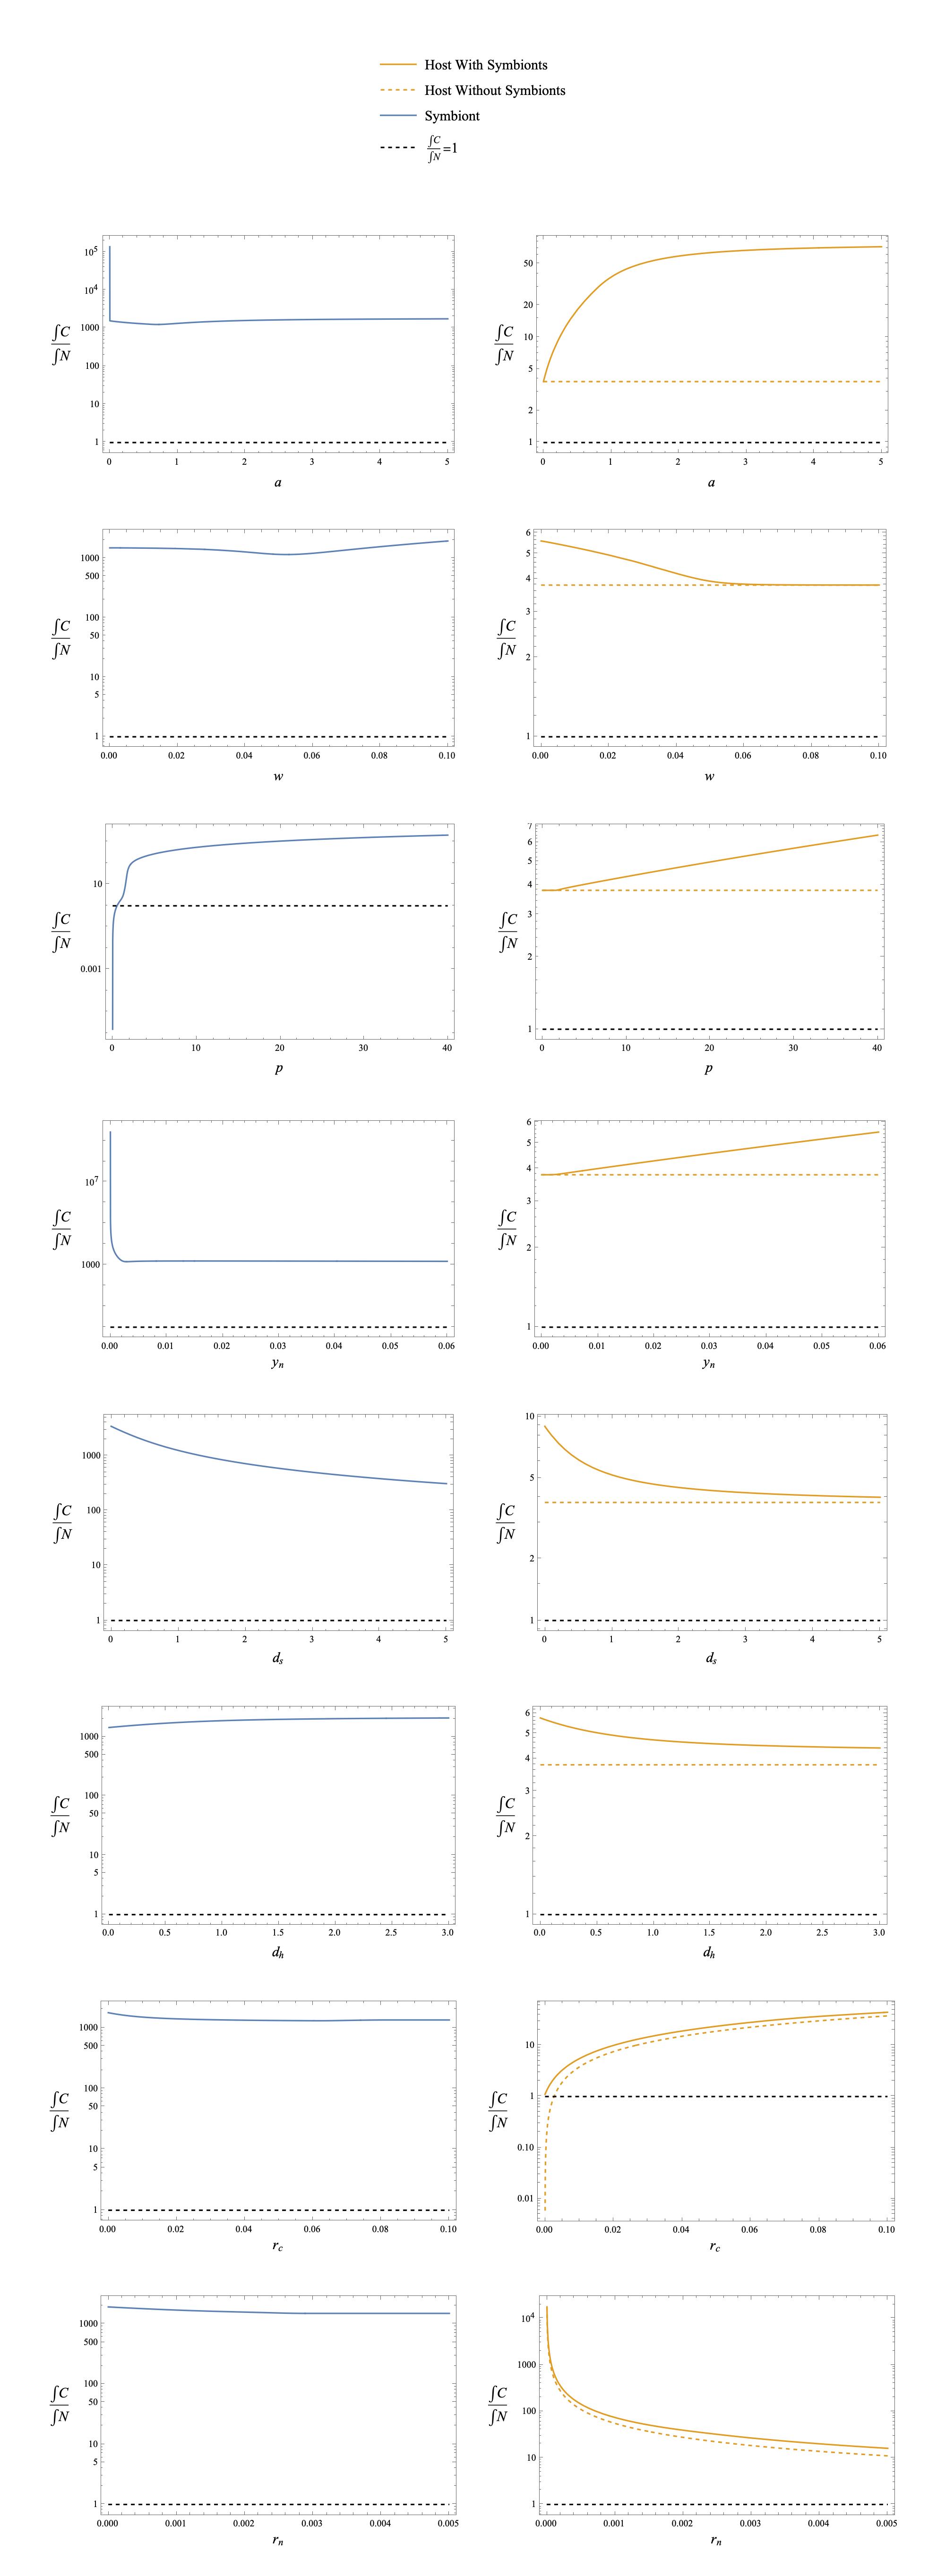 Host With Symbionts
Host Without Symbionts
Symbiont
∫C/∫N=1
10^5
10^4
1000
100
10
1
∫C/∫N
0 1 2 3 4 5
a
50
20
10
5
2
1
∫C/∫N
0 1 2 3 4 5
a
1000
500
100
50
10
5
1
∫C/∫N
0.00 0.02 0.04 0.06 0.08 0.10
w
6
5
4
3
2
1
∫C/∫N
0.00 0.02 0.04 0.06 0.08 0.10
w
10
0.001
∫C/∫N
0 10 20 30 40
p
7
6
5
4
3
2
1
∫C/∫N
0 10 20 30 40
p
10^7
1000
∫C/∫N
0.00 0.01 0.02 0.03 0.04 0.05 0.06
y_n
6
5
4
3
2
1
∫C/∫N
0.00 0.01 0.02 0.03 0.04 0.05 0.06
y_n
1000
100
10
1
∫C/∫N
0 1 2 3 4 5
d_s
10
5
2
1
∫C/∫N
0 1 2 3 4 5
d_s
1000
500
100
50
10
5
1
∫C/∫N
0.0 0.5 1.0 1.5 2.0 2.5 3.0
d_h
6
5
4
3
2
1
∫C/∫N
0.0 0.5 1.0 1.5 2.0 2.5 3.0
d_h
1000
500
100
50
10
5
1
∫C/∫N
0.00 0.02 0.04 0.06 0.08 0.10
r_c
10
1
0.10
0.01
∫C/∫N
0.00 0.02 0.04 0.06 0.08 0.10
r_c
1000
500
100
50
10
5
1
∫C/∫N
0.000 0.001 0.002 0.003 0.004 0.005
r_n
10^4
1000
100
10
1
∫C/∫N
0.000 0.001 0.002 0.003 0.004 0.005
r_n